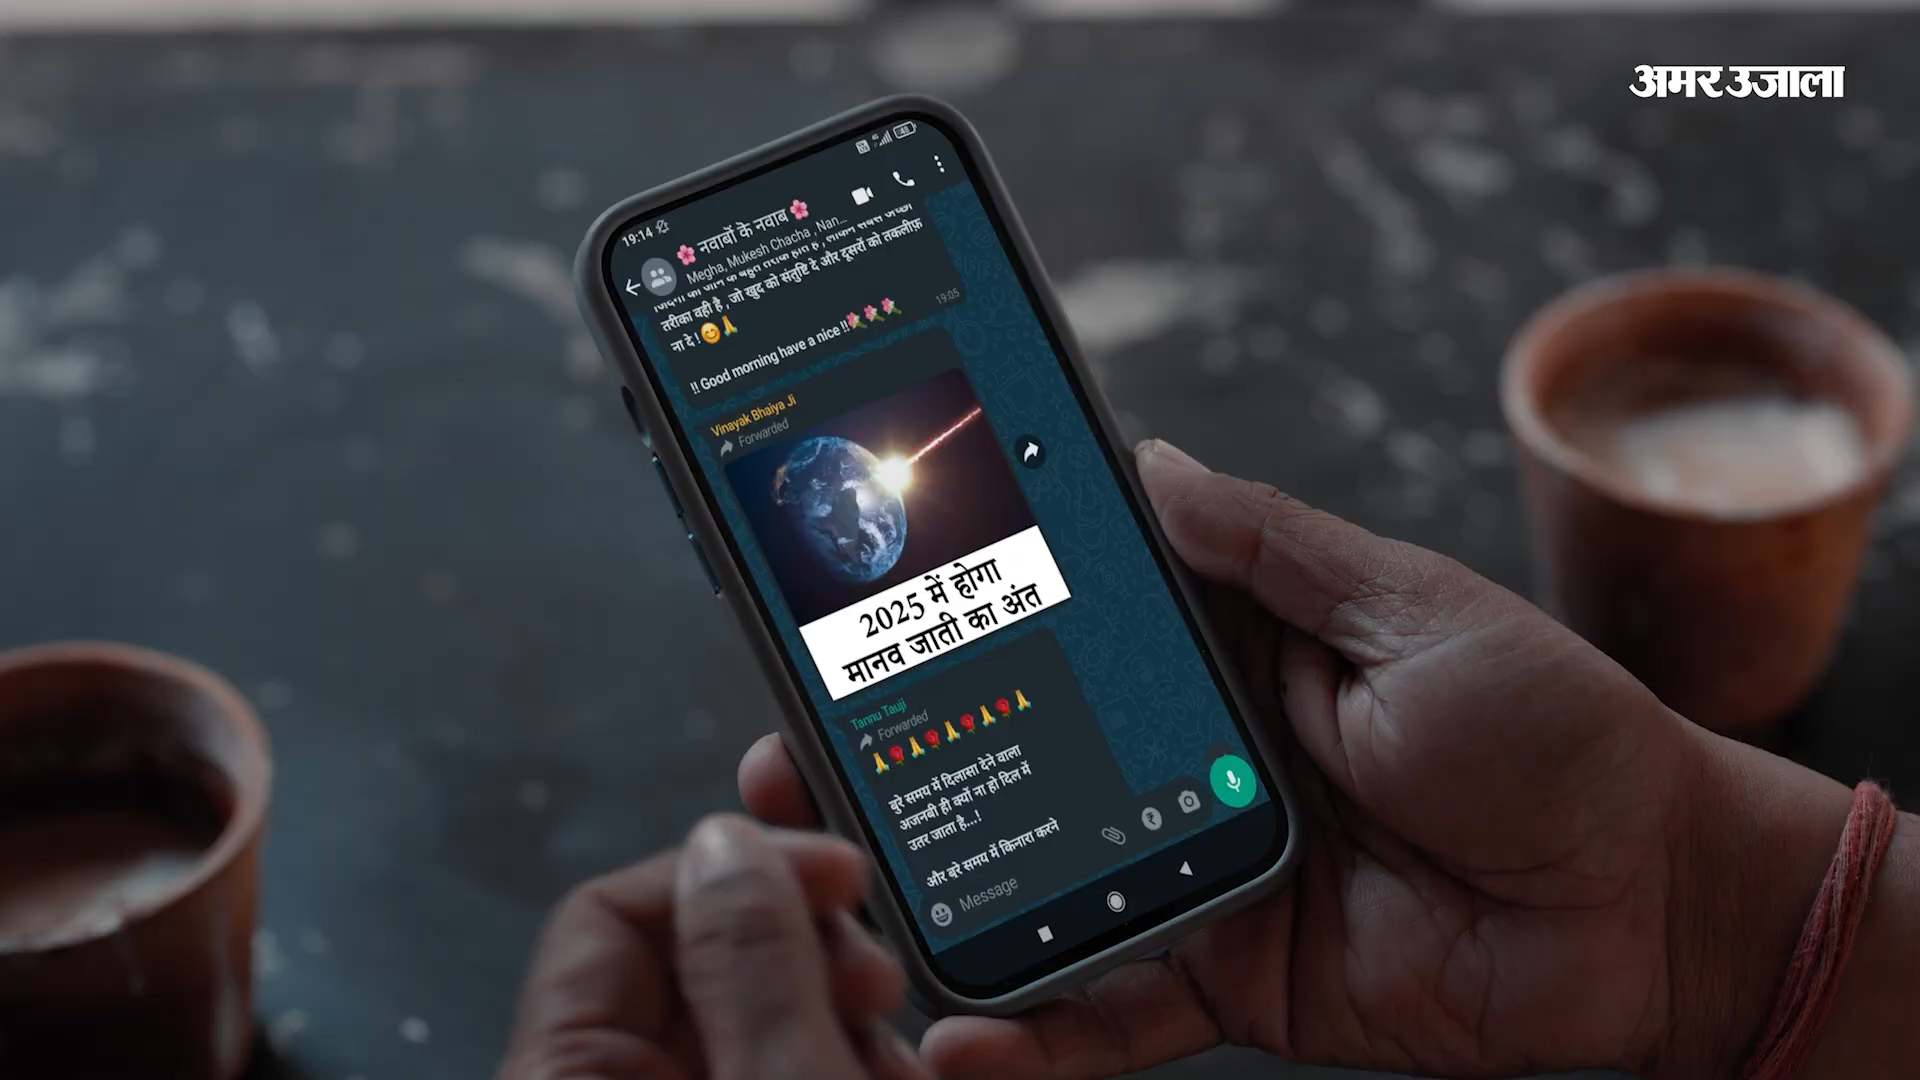 अमर उजाला
19:14
🌸 नवाबों के नवाब 🌸
Megha, Mukesh Chacha , Nan...
तरीका वही है , जो खुद को संतुष्टि दे और दूसरों को तकलीफ़
ना दे ! 😊🙏
19:05
!! Good morning have a nice !!💐💐💐
Vinayak Bhaiya Ji
Forwarded
2025 में होगा
मानव जाती का अंत
Tannu Tauji
Forwarded
🙏🌹🙏🌹🙏🌹🙏🌹🙏
बुरे समय में दिलासा देने वाला
अजनबी ही क्यों ना हो दिल में
उतर जाता है...!
और बुरे समय में किनारा करने
Message